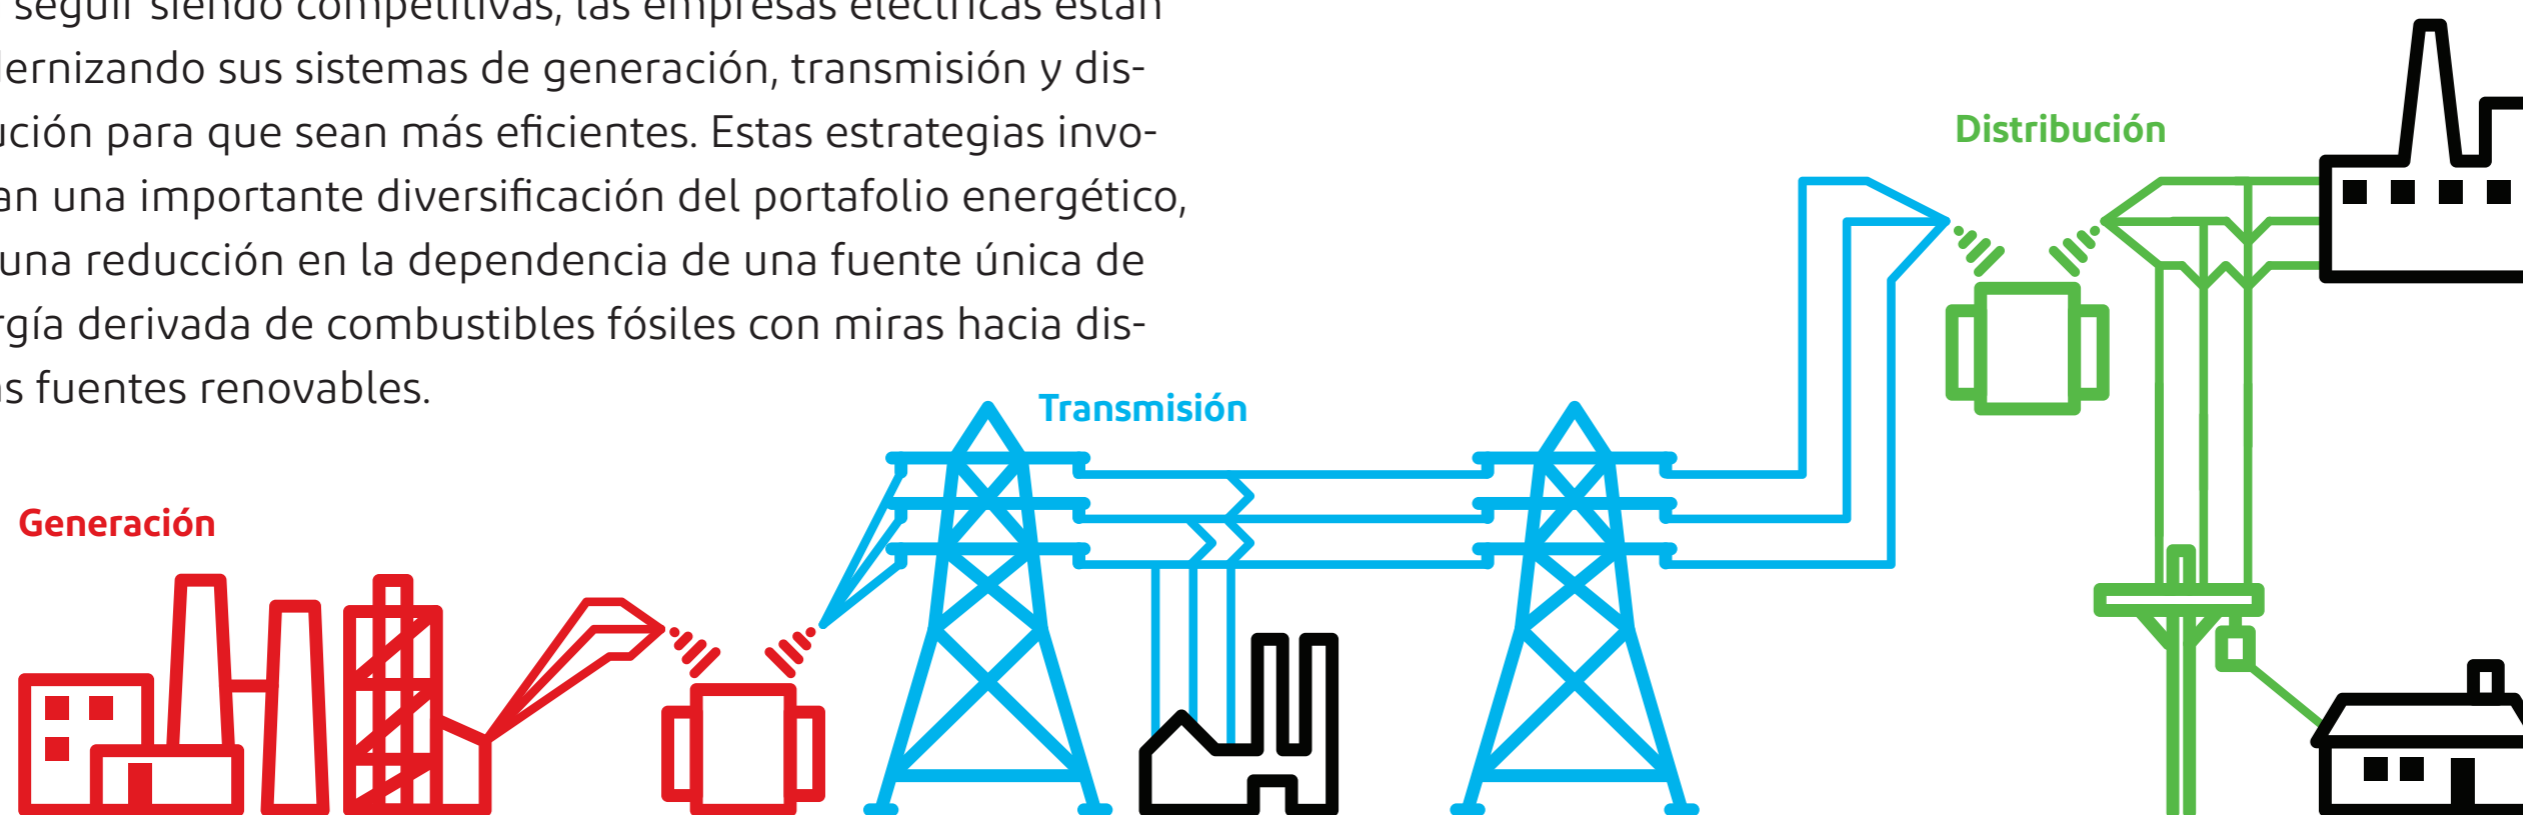 seguir siendo competitivas, las empresas eléctricas están
dernizando sus sistemas de generación, transmisión y dis-
ución para que sean más eficientes. Estas estrategias invo-
an una importante diversificación del portafolio energético,
una reducción en la dependencia de una fuente única de
rgía derivada de combustibles fósiles con miras hacia dis-
as fuentes renovables.
Distribución
Transmisión
Generación